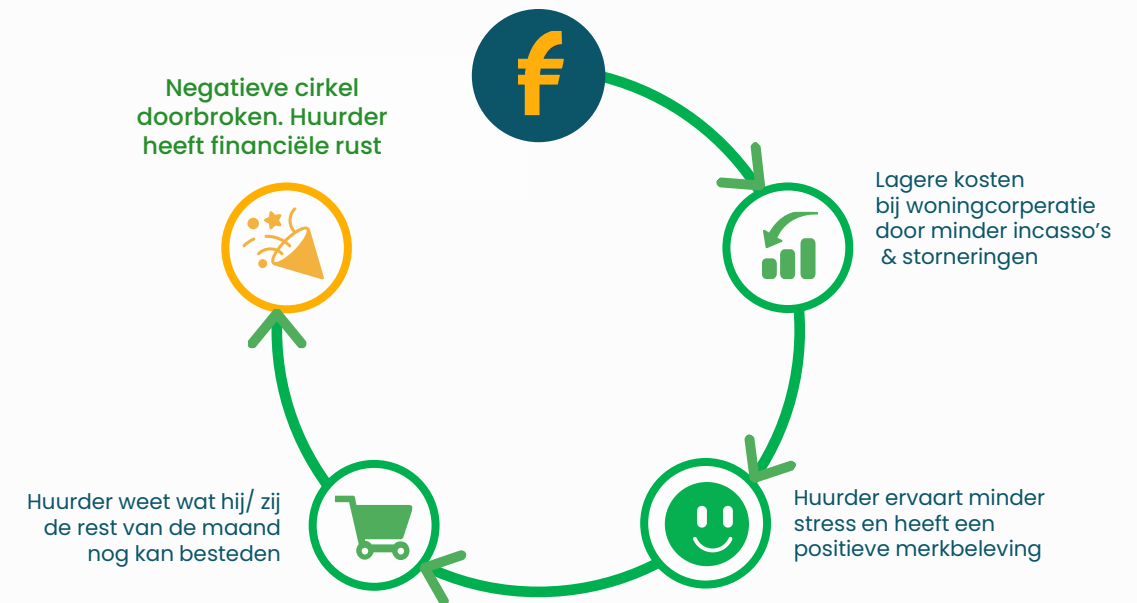 Negatieve cirkel
doorbroken. Huurder
heeft financiële rust
Lagere kosten
bij woningcorperatie
door minder incasso's
& storneringen
Huurder ervaart minder
stress en heeft een
positieve merkbeleving
Huurder weet wat hij/ zij
de rest van de maand
nog kan besteden